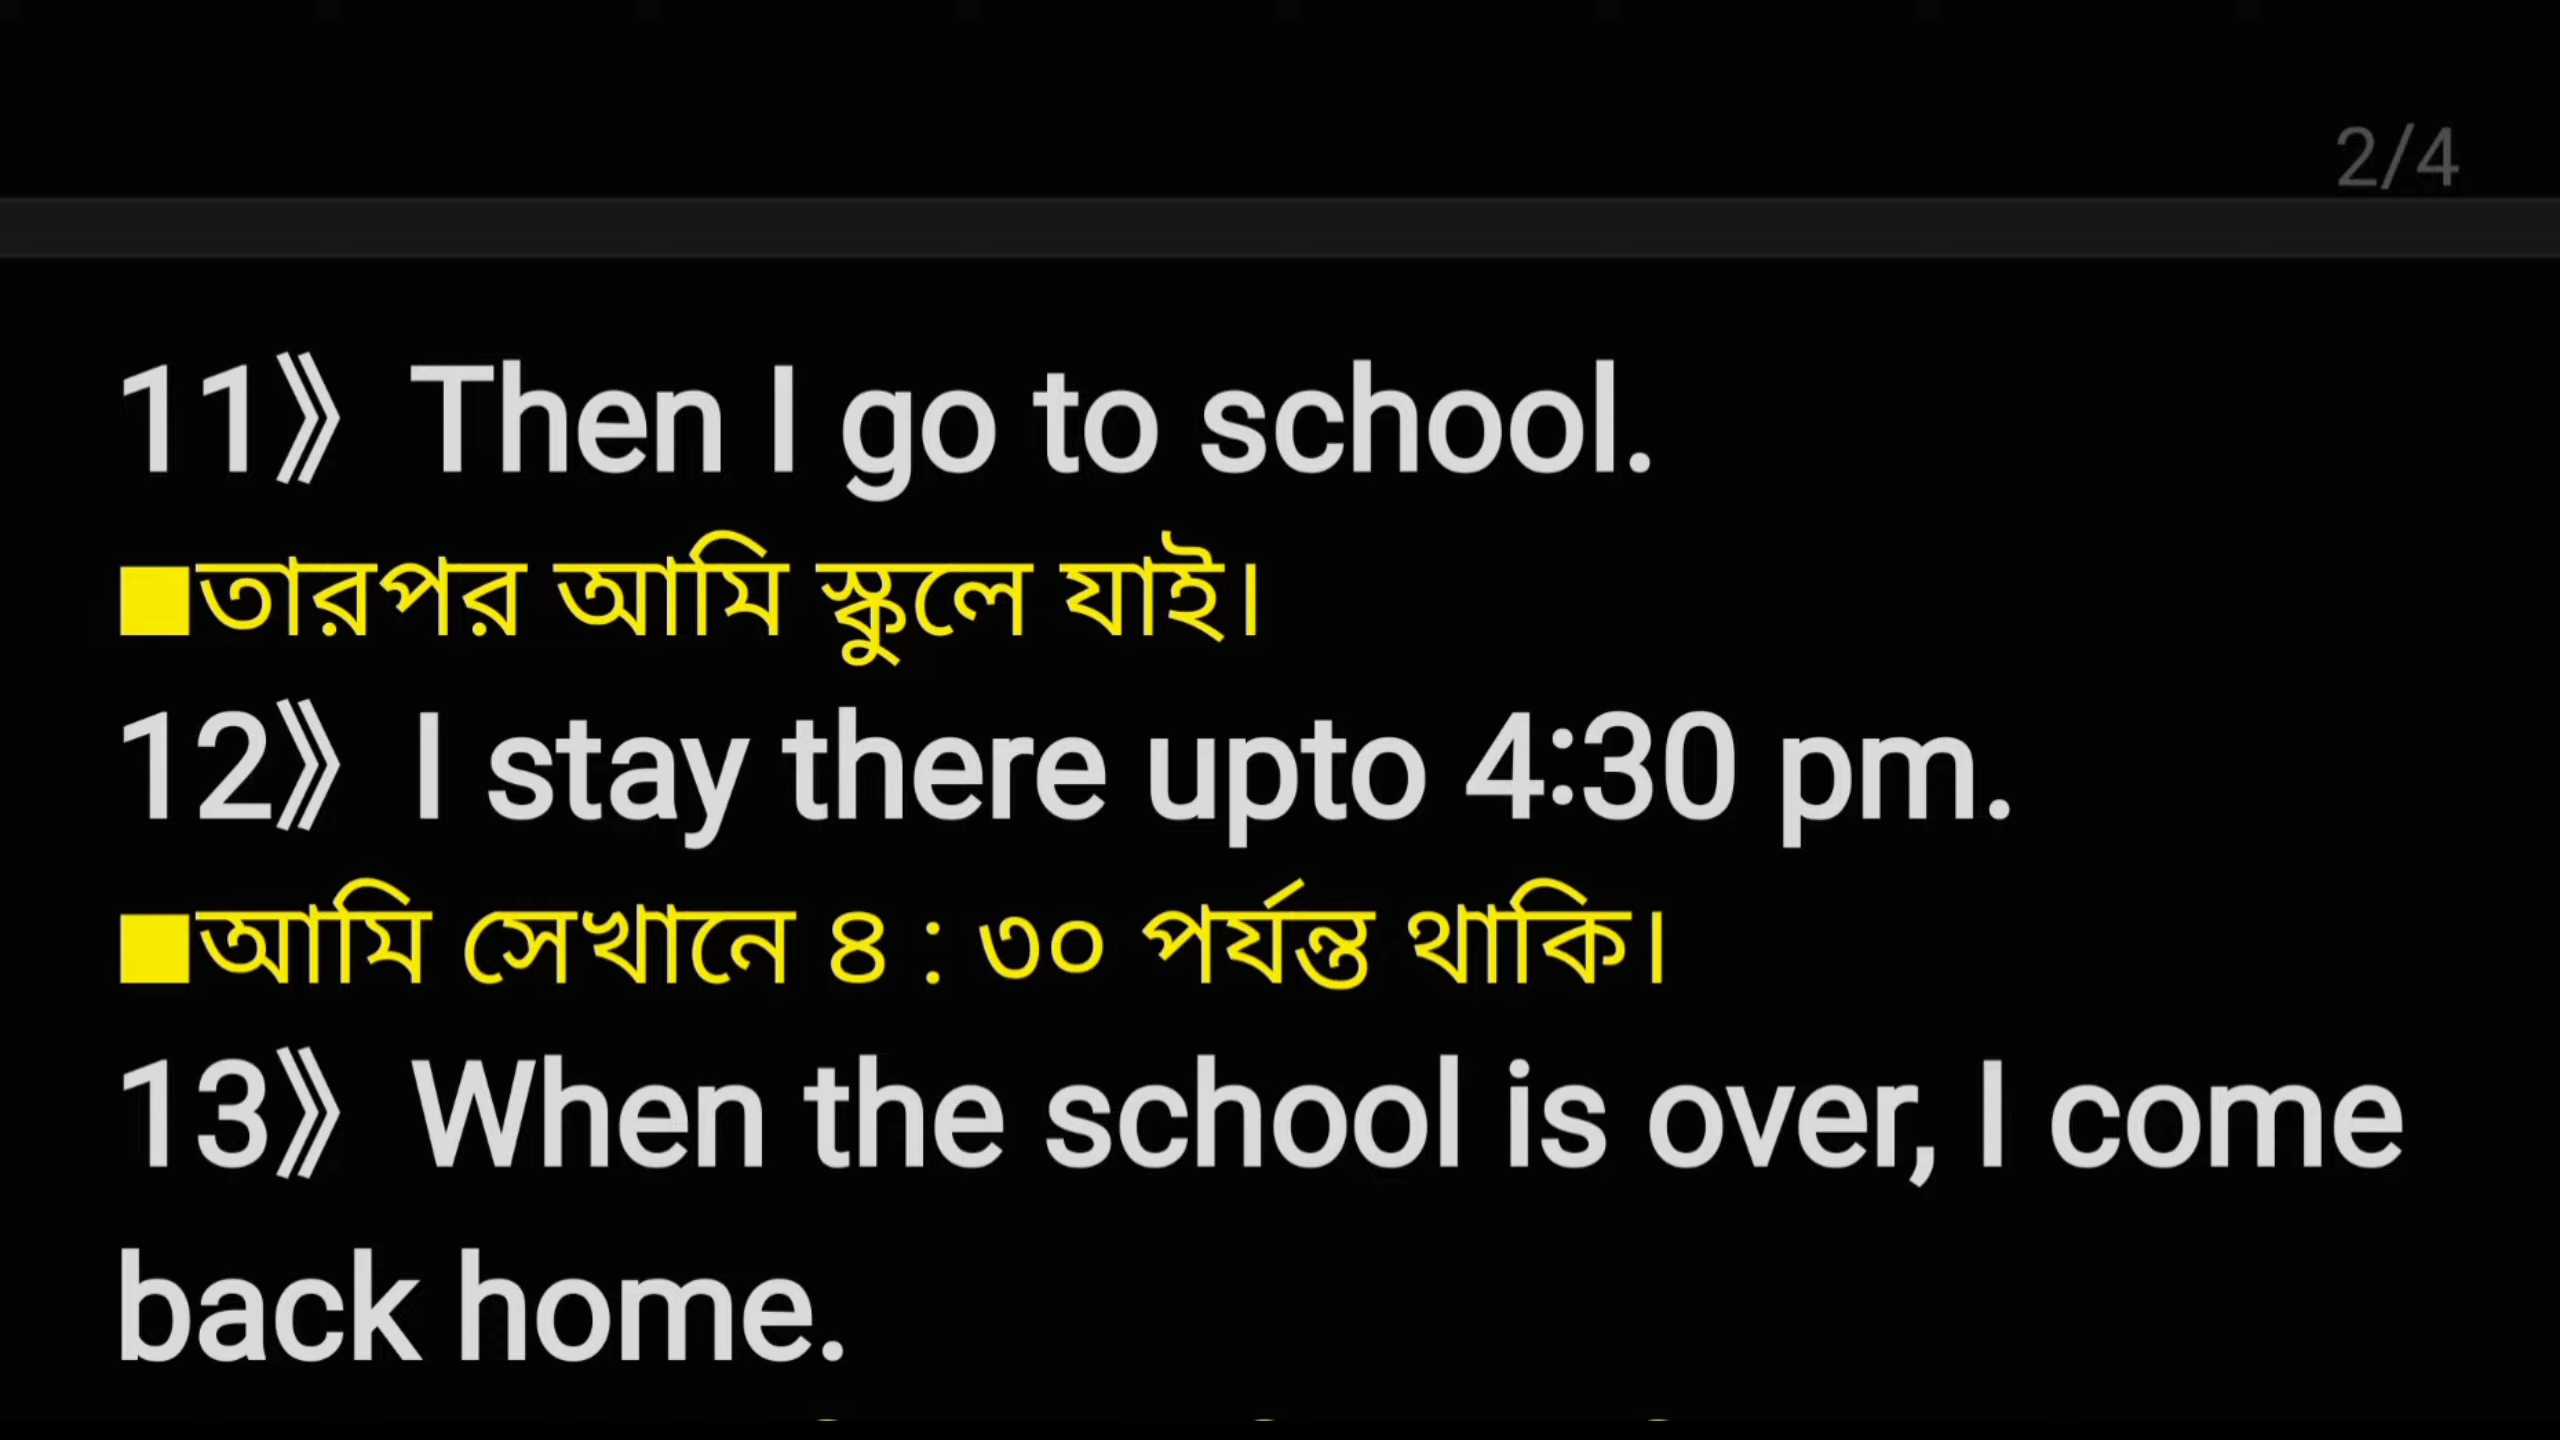 2/4
11》 Then I go to school.
■তারপর আমি স্কুলে যাই।
12》 I stay there upto 4:30 pm.
■আমি সেখানে ৪ : ৩০ পর্যন্ত থাকি।
13》 When the school is over, I come
back home.